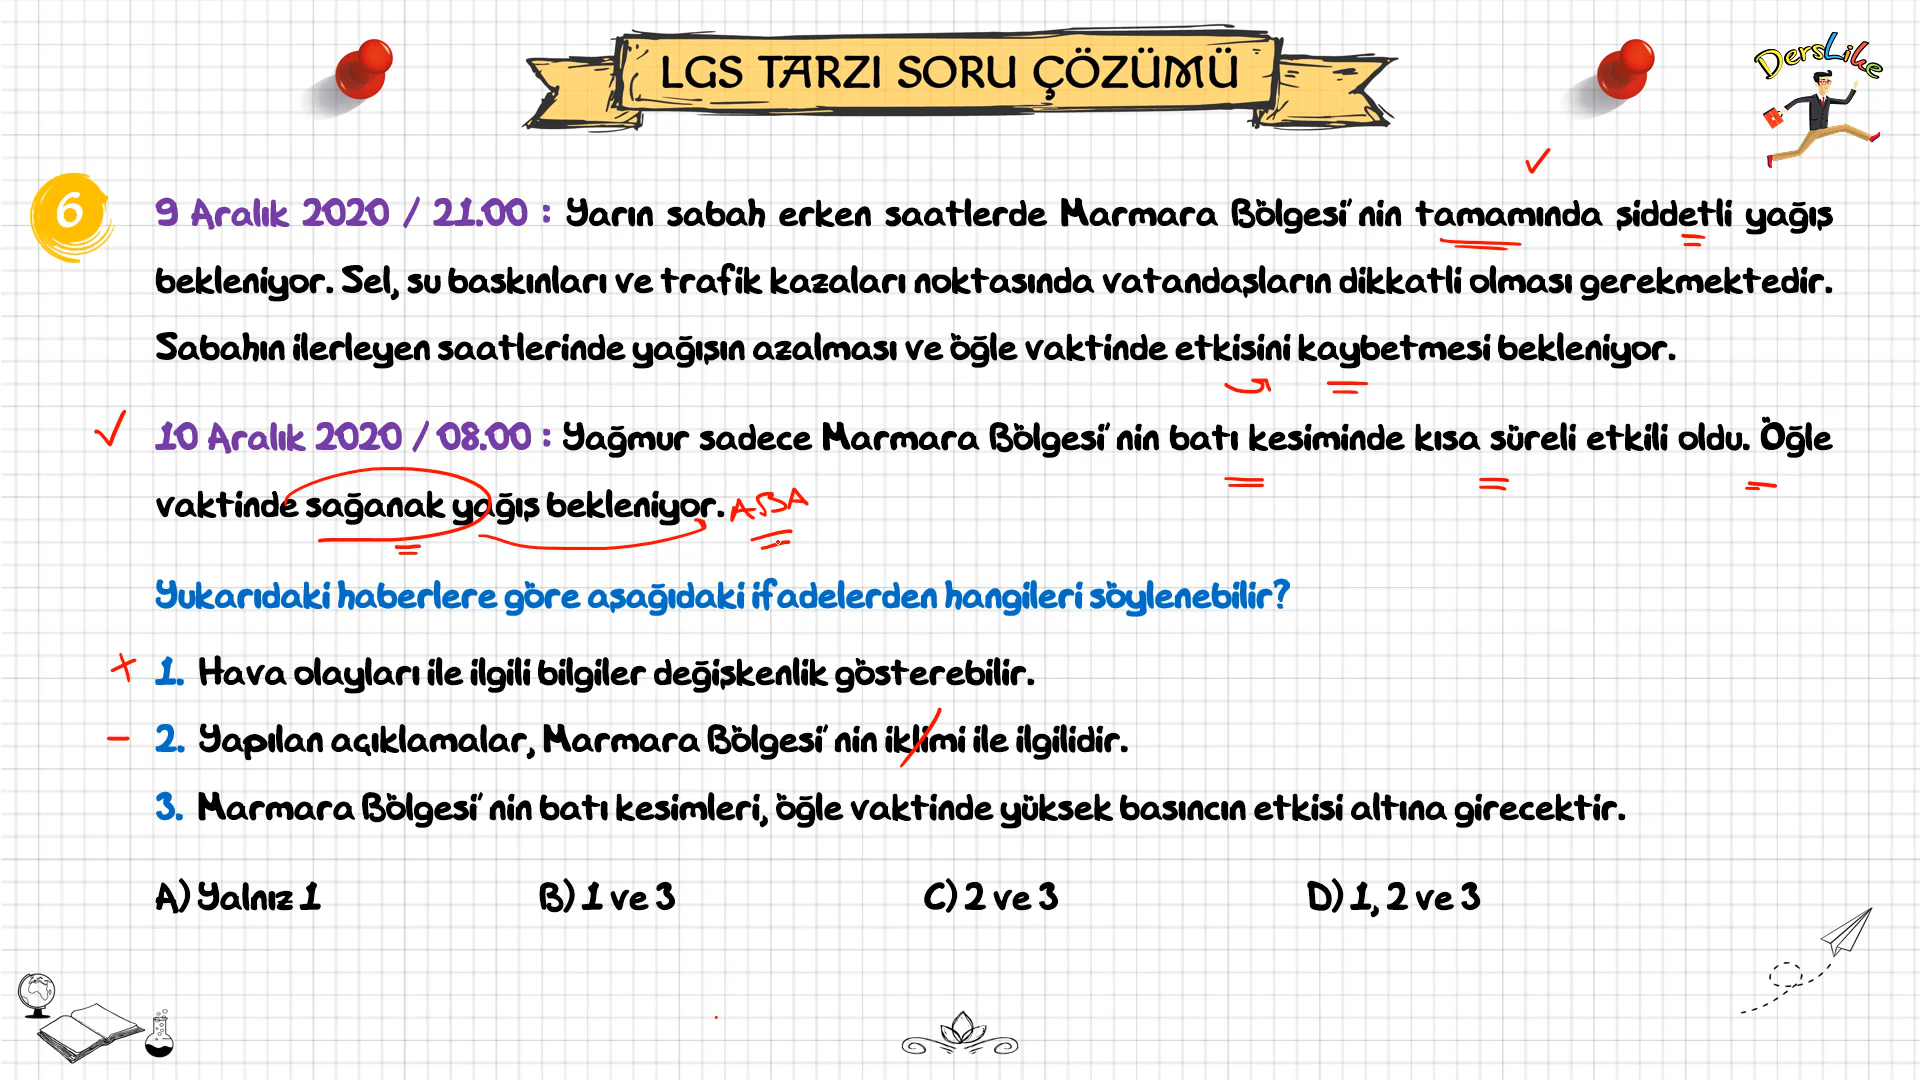 LGS TARZI SORU ÇÖZÜMÜ
DersLike
6
9 Aralık 2020 / 21.00 : Yarın sabah erken saatlerde Marmara Bölgesi'nin tamamında şiddetli yağış
bekleniyor. Sel, su baskınları ve trafik kazaları noktasında vatandaşların dikkatli olması gerekmektedir.
Sabahın ilerleyen saatlerinde yağışın azalması ve öğle vaktinde etkisini kaybetmesi bekleniyor.
10 Aralık 2020 / 08.00 : Yağmur sadece Marmara Bölgesi'nin batı kesiminde kısa süreli etkili oldu. Öğle
vaktinde sağanak yağış bekleniyor. ABA
Yukarıdaki haberlere göre aşağıdaki ifadelerden hangileri söylenebilir?
+ 1. Hava olayları ile ilgili bilgiler değişkenlik gösterebilir.
- 2. Yapılan açıklamalar, Marmara Bölgesi'nin iklimi ile ilgilidir.
3. Marmara Bölgesi'nin batı kesimleri, öğle vaktinde yüksek basıncın etkisi altına girecektir.
A) Yalnız 1 B) 1 ve 3 C) 2 ve 3 D) 1, 2 ve 3